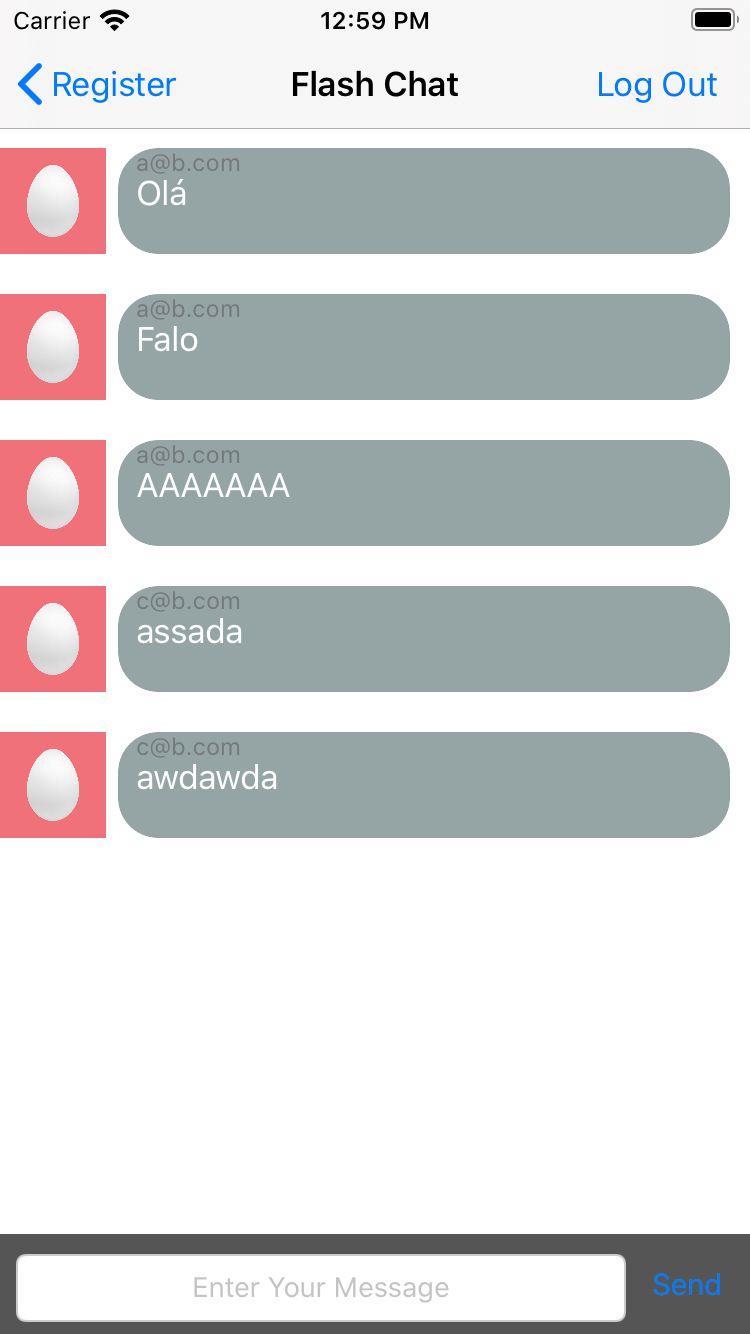 Carrier 12:59 PM
Register Flash Chat Log Out
a@b.com
Olá
a@b.com
Falo
a@b.com
AAAAAAA
c@b.com
assada
c@b.com
awdawda
Enter Your Message Send